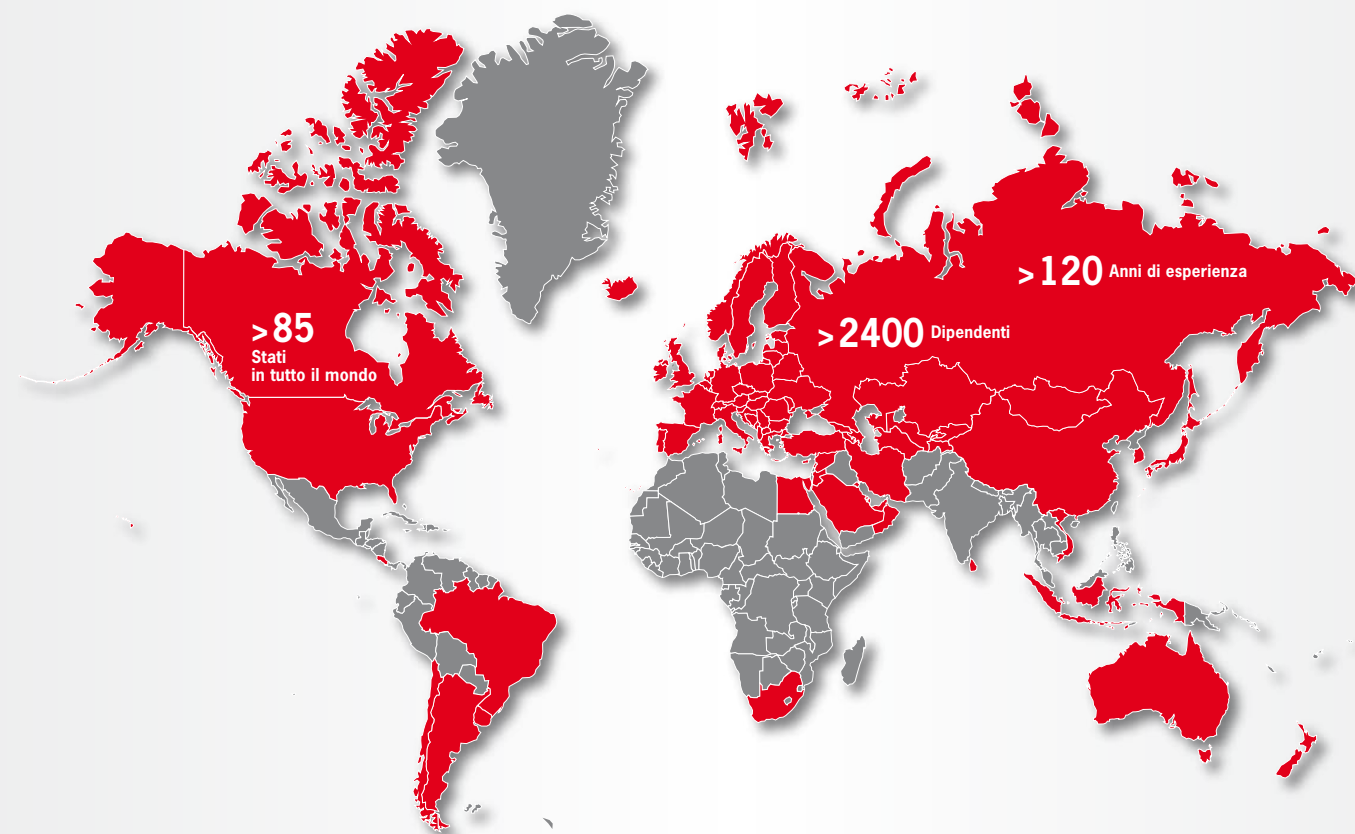 >120 Anni di esperienza
>85
Stati
in tutto il mondo
>2400 Dipendenti